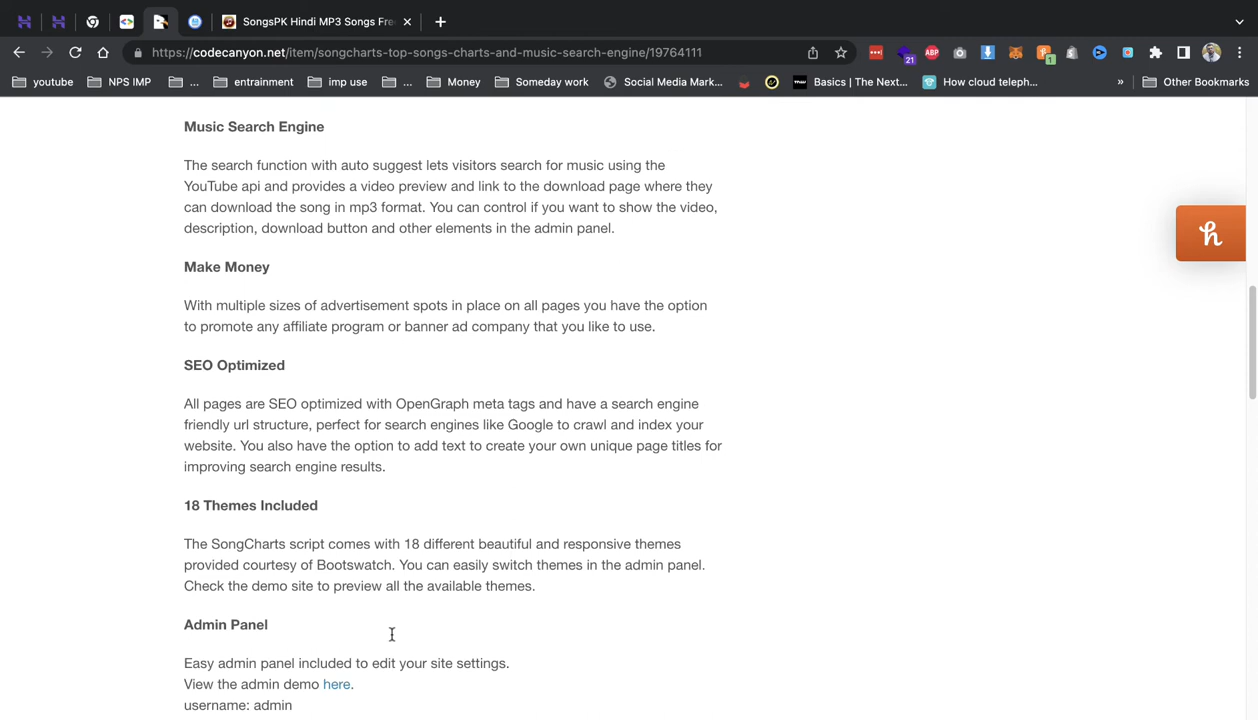 SongsPK Hindi MP3 Songs Fre
https://codecanyon.net/item/songcharts-top-songs-charts-and-music-search-engine/19764111
21
ABP
1
youtube
NPS IMP
...
entrainment
imp use
...
Money
Someday work
Social Media Mark...
Basics | The Next...
How cloud teleph...
»
Other Bookmarks
Music Search Engine
The search function with auto suggest lets visitors search for music using the
YouTube api and provides a video preview and link to the download page where they
can download the song in mp3 format. You can control if you want to show the video,
description, download button and other elements in the admin panel.
Make Money
With multiple sizes of advertisement spots in place on all pages you have the option
to promote any affiliate program or banner ad company that you like to use.
SEO Optimized
All pages are SEO optimized with OpenGraph meta tags and have a search engine
friendly url structure, perfect for search engines like Google to crawl and index your
website. You also have the option to add text to create your own unique page titles for
improving search engine results.
18 Themes Included
The SongCharts script comes with 18 different beautiful and responsive themes
provided courtesy of Bootswatch. You can easily switch themes in the admin panel.
Check the demo site to preview all the available themes.
Admin Panel
Easy admin panel included to edit your site settings.
View the admin demo here.
username: admin
h